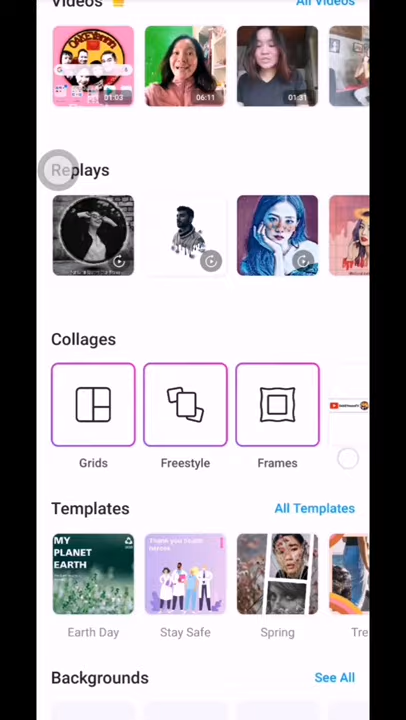 Videos
All Videos
01:03
06:11
01:31
Replays
Collages
Grids
Freestyle
Frames
Templates
All Templates
MY
PLANET
EARTH
Thank you health
heroes
Earth Day
Stay Safe
Spring
Tre
Backgrounds
See All